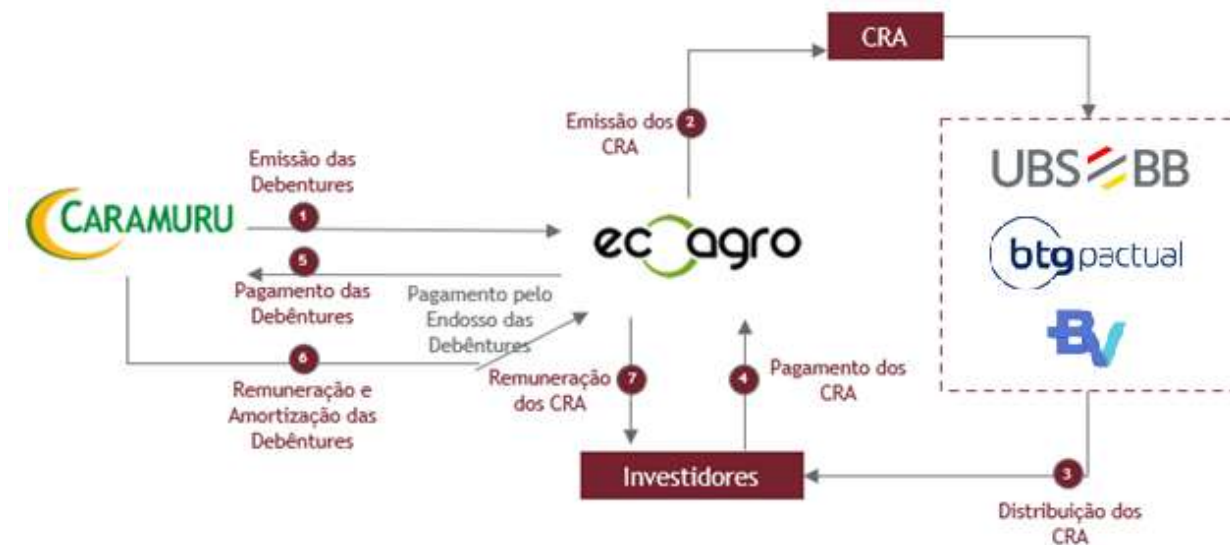 CRA
Emissão dos
2
CRA
UBS BB
Emissão das
Debentures
CARAMURU
1
ecoagro
btg pactual
5
Pagamento das
Debêntures
Pagamento pelo
Endosso das
Debêntures
BV
6
Remuneração e
Amortização das
Debêntures
Remuneração
dos CRA
7
4
Pagamento dos
CRA
Investidores
3
Distribuição dos
CRA